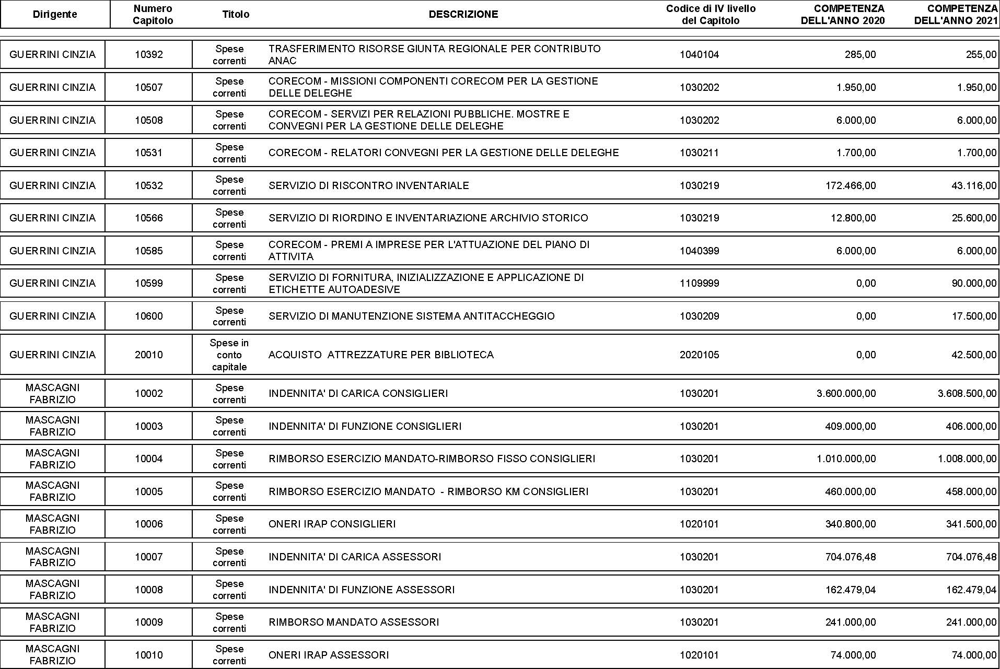 Dirigente Numero Capitolo Titolo DESCRIZIONE Codice di IV livello del Capitolo COMPETENZA DELL'ANNO 2020 COMPETENZA DELL'ANNO 2021
GUERRINI CINZIA 10392 Spese correnti TRASFERIMENTO RISORSE GIUNTA REGIONALE PER CONTRIBUTO ANAC 1040104 285,00 255,00
GUERRINI CINZIA 10507 Spese correnti CORECOM - MISSIONI COMPONENTI CORECOM PER LA GESTIONE DELLE DELEGHE 1030202 1.950,00 1.950,00
GUERRINI CINZIA 10508 Spese correnti CORECOM - SERVIZI PER RELAZIONI PUBBLICHE. MOSTRE E CONVEGNI PER LA GESTIONE DELLE DELEGHE 1030202 6.000,00 6.000,00
GUERRINI CINZIA 10531 Spese correnti CORECOM - RELATORI CONVEGNI PER LA GESTIONE DELLE DELEGHE 1030211 1.700,00 1.700,00
GUERRINI CINZIA 10532 Spese correnti SERVIZIO DI RISCONTRO INVENTARIALE 1030219 172.466,00 43.116,00
GUERRINI CINZIA 10566 Spese correnti SERVIZIO DI RIORDINO E INVENTARIAZIONE ARCHIVIO STORICO 1030219 12.800,00 25.600,00
GUERRINI CINZIA 10585 Spese correnti CORECOM - PREMI A IMPRESE PER L'ATTUAZIONE DEL PIANO DI ATTIVITA 1040399 6.000,00 6.000,00
GUERRINI CINZIA 10599 Spese correnti SERVIZIO DI FORNITURA, INIZIALIZZAZIONE E APPLICAZIONE DI ETICHETTE AUTOADESIVE 1109999 0,00 90.000,00
GUERRINI CINZIA 10600 Spese correnti SERVIZIO DI MANUTENZIONE SISTEMA ANTITACCHEGGIO 1030209 0,00 17.500,00
GUERRINI CINZIA 20010 Spese in conto capitale ACQUISTO ATTREZZATURE PER BIBLIOTECA 2020105 0,00 42.500,00
MASCAGNI FABRIZIO 10002 Spese correnti INDENNITA' DI CARICA CONSIGLIERI 1030201 3.600.000,00 3.608.500,00
MASCAGNI FABRIZIO 10003 Spese correnti INDENNITA' DI FUNZIONE CONSIGLIERI 1030201 409.000,00 406.000,00
MASCAGNI FABRIZIO 10004 Spese correnti RIMBORSO ESERCIZIO MANDATO-RIMBORSO FISSO CONSIGLIERI 1030201 1.010.000,00 1.008.000,00
MASCAGNI FABRIZIO 10005 Spese correnti RIMBORSO ESERCIZIO MANDATO - RIMBORSO KM CONSIGLIERI 1030201 460.000,00 458.000,00
MASCAGNI FABRIZIO 10006 Spese correnti ONERI IRAP CONSIGLIERI 1020101 340.800,00 341.500,00
MASCAGNI FABRIZIO 10007 Spese correnti INDENNITA' DI CARICA ASSESSORI 1030201 704.076,48 704.076,48
MASCAGNI FABRIZIO 10008 Spese correnti INDENNITA' DI FUNZIONE ASSESSORI 1030201 162.479,04 162.479,04
MASCAGNI FABRIZIO 10009 Spese correnti RIMBORSO MANDATO ASSESSORI 1030201 241.000,00 241.000,00
MASCAGNI FABRIZIO 10010 Spese correnti ONERI IRAP ASSESSORI 1020101 74.000,00 74.000,00